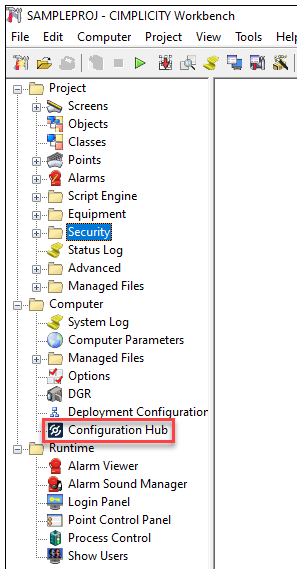 SAMPLEPROJ - CIMPLICITY Workbench
File Edit Computer Project View Tools Help
Project
Screens
Objects
Classes
Points
Alarms
Script Engine
Equipment
Security
Status Log
Advanced
Managed Files
Computer
System Log
Computer Parameters
Managed Files
Options
DGR
Deployment Configuration
Configuration Hub
Runtime
Alarm Viewer
Alarm Sound Manager
Login Panel
Point Control Panel
Process Control
Show Users